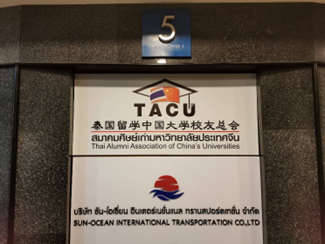 5
TACU
泰国留学中国大学校友总会
สมาคมศิษย์เก่ามหาวิทยาลัยประเทศจีน
Thai Alumni Association of China's Universities
บริษัท ซัน-โอเชี่ยน อินเตอร์เนชั่นแนล ทรานสปอร์ตเทชั่น จำกัด
SUN-OCEAN INTERNATIONAL TRANSPORTATION CO.,LTD